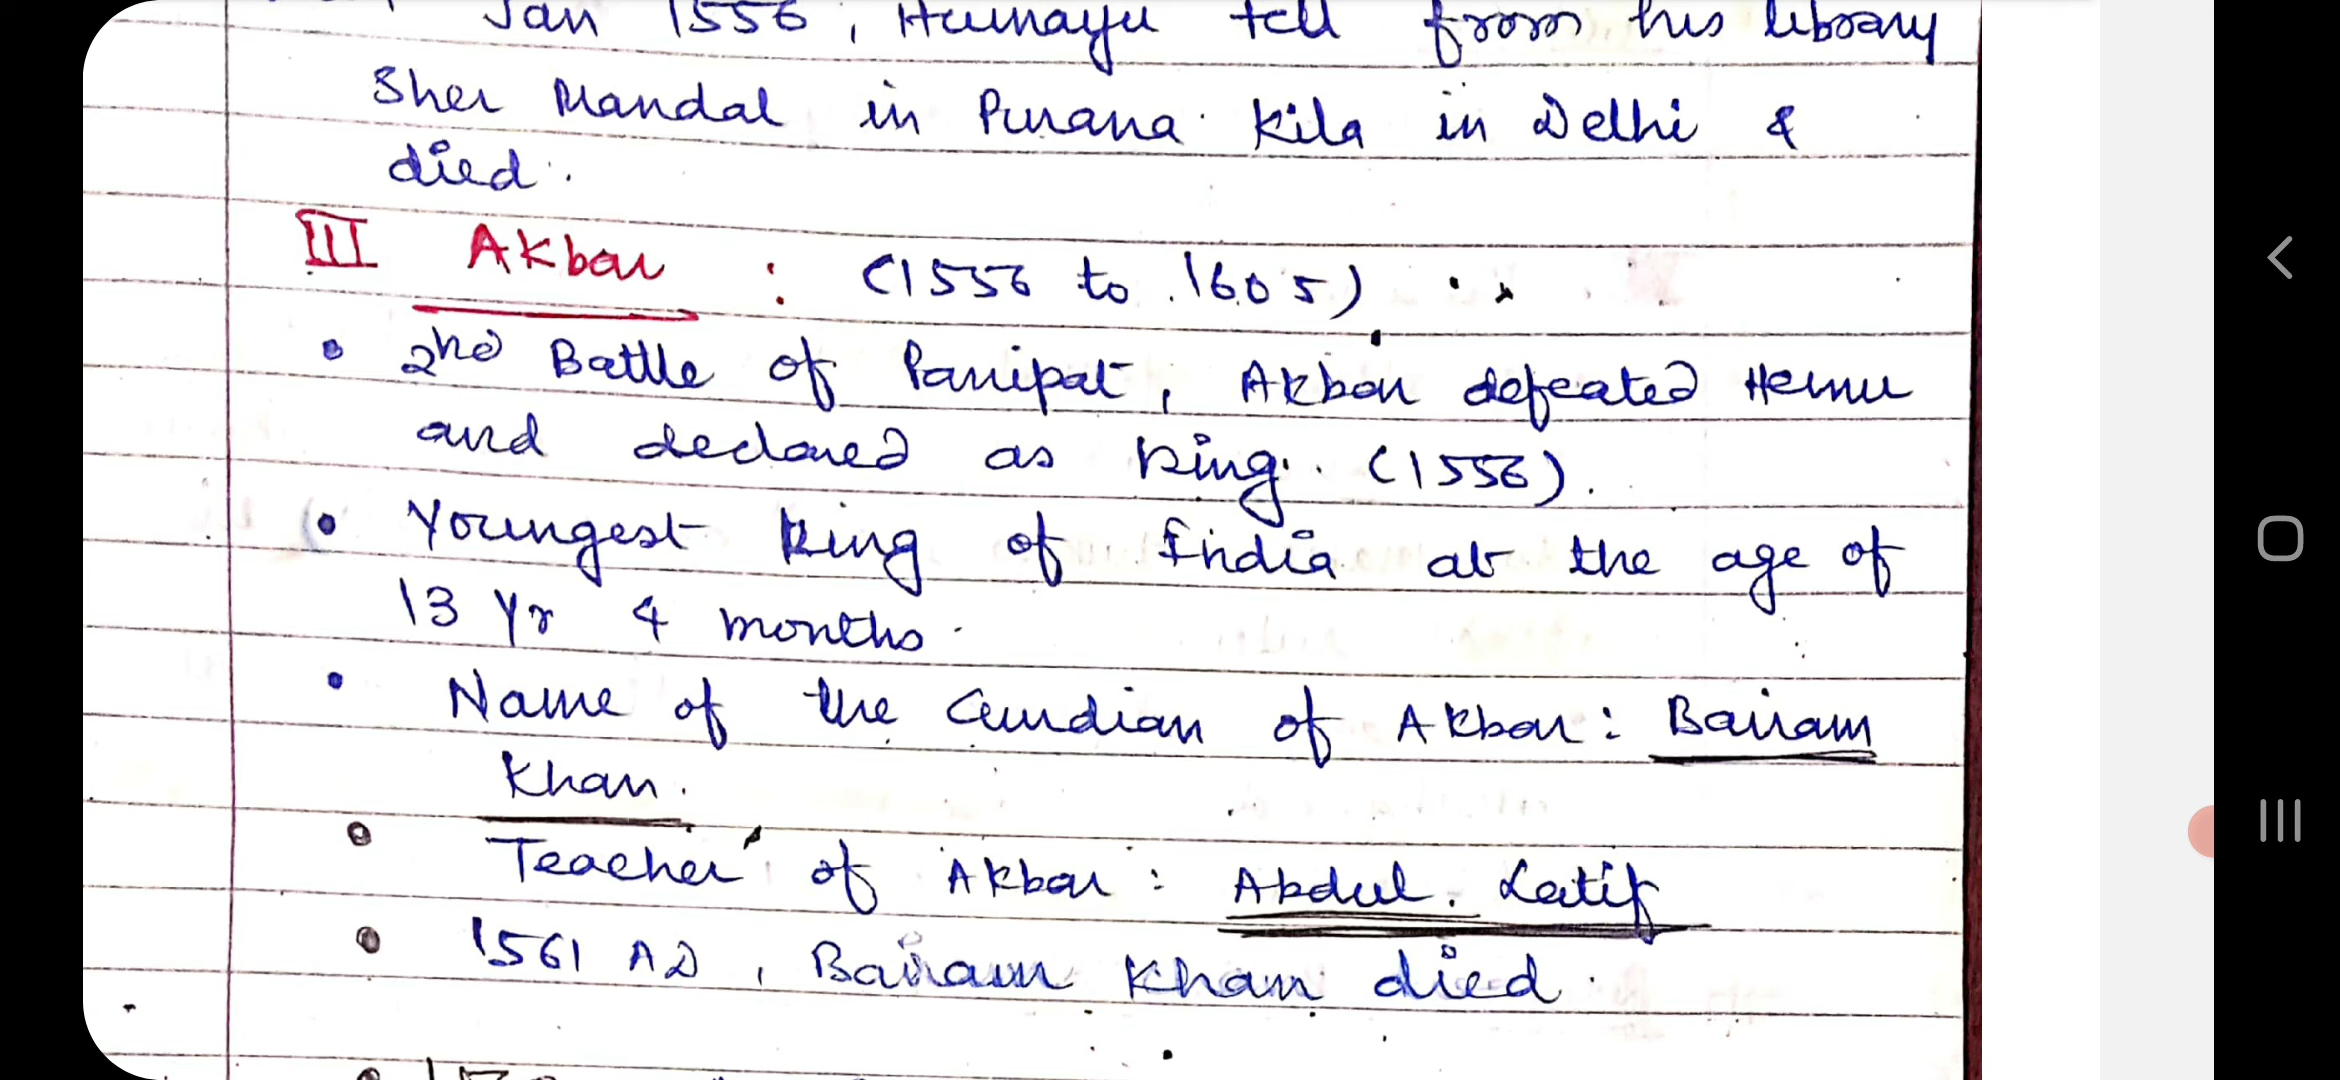 Jan 1556, Humayu fell from his library
Sher Mandal in Purana Kila in Delhi &
died.
III Akbar : (1556 to 1605)
• 2nd Battle of Panipat, Akbar defeated Hemu
and declared as king. (1556).
• Youngest king of India at the age of
13 Yr 4 months.
• Name of the Gurdian of Akbar: Bairam
Khan.
• Teacher of Akbar: Abdul Latif
• 1561 AD, Bairam Khan died.